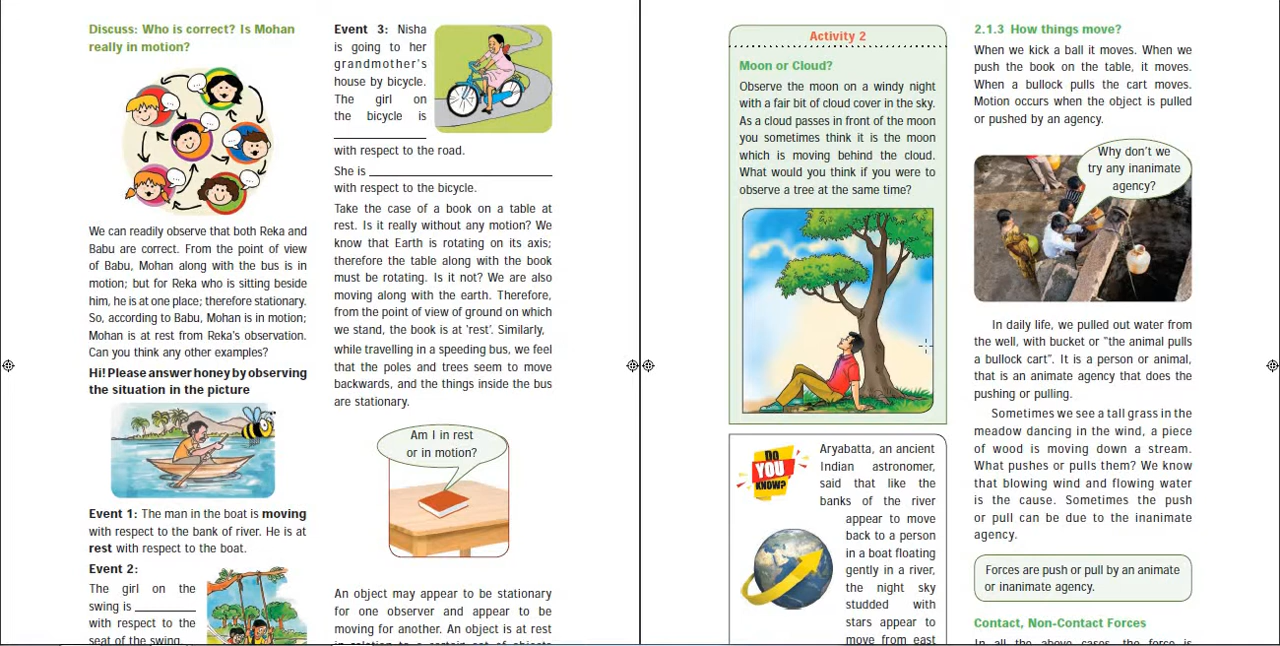 Discuss: Who is correct? Is Mohan
really in motion?
We can readily observe that both Reka and
Babu are correct. From the point of view
of Babu, Mohan along with the bus is in
motion; but for Reka who is sitting beside
him, he is at one place; therefore stationary.
So, according to Babu, Mohan is in motion;
Mohan is at rest from Reka's observation.
Can you think any other examples?
Hi! Please answer honey by observing
the situation in the picture
Event 1: The man in the boat is moving
with respect to the bank of river. He is at
rest with respect to the boat.
Event 2:
The girl on the
swing is __________
with respect to the
seat of the swing.
Event 3: Nisha
is going to her
grandmother's
house by bicycle.
The girl on
the bicycle is
_______________
with respect to the road.
She is ______________________________
with respect to the bicycle.
Take the case of a book on a table at
rest. Is it really without any motion? We
know that Earth is rotating on its axis;
therefore the table along with the book
must be rotating. Is it not? We are also
moving along with the earth. Therefore,
from the point of view of ground on which
we stand, the book is at 'rest'. Similarly,
while travelling in a speeding bus, we feel
that the poles and trees seem to move
backwards, and the things inside the bus
are stationary.
Am I in rest
or in motion?
An object may appear to be stationary
for one observer and appear to be
moving for another. An object is at rest
in relation to a certain set of objects
Activity 2
Moon or Cloud?
Observe the moon on a windy night
with a fair bit of cloud cover in the sky.
As a cloud passes in front of the moon
you sometimes think it is the moon
which is moving behind the cloud.
What would you think if you were to
observe a tree at the same time?
Do
YOU
KNOW?
Aryabatta, an ancient
Indian astronomer,
said that like the
banks of the river
appear to move
back to a person
in a boat floating
gently in a river,
the night sky
studded with
stars appear to
move from east
2.1.3 How things move?
When we kick a ball it moves. When we
push the book on the table, it moves.
When a bullock pulls the cart moves.
Motion occurs when the object is pulled
or pushed by an agency.
Why don't we
try any inanimate
agency?
In daily life, we pulled out water from
the well, with bucket or "the animal pulls
a bullock cart". It is a person or animal,
that is an animate agency that does the
pushing or pulling.
Sometimes we see a tall grass in the
meadow dancing in the wind, a piece
of wood is moving down a stream.
What pushes or pulls them? We know
that blowing wind and flowing water
is the cause. Sometimes the push
or pull can be due to the inanimate
agency.
Forces are push or pull by an animate
or inanimate agency.
Contact, Non-Contact Forces
In all the above cases, the force is